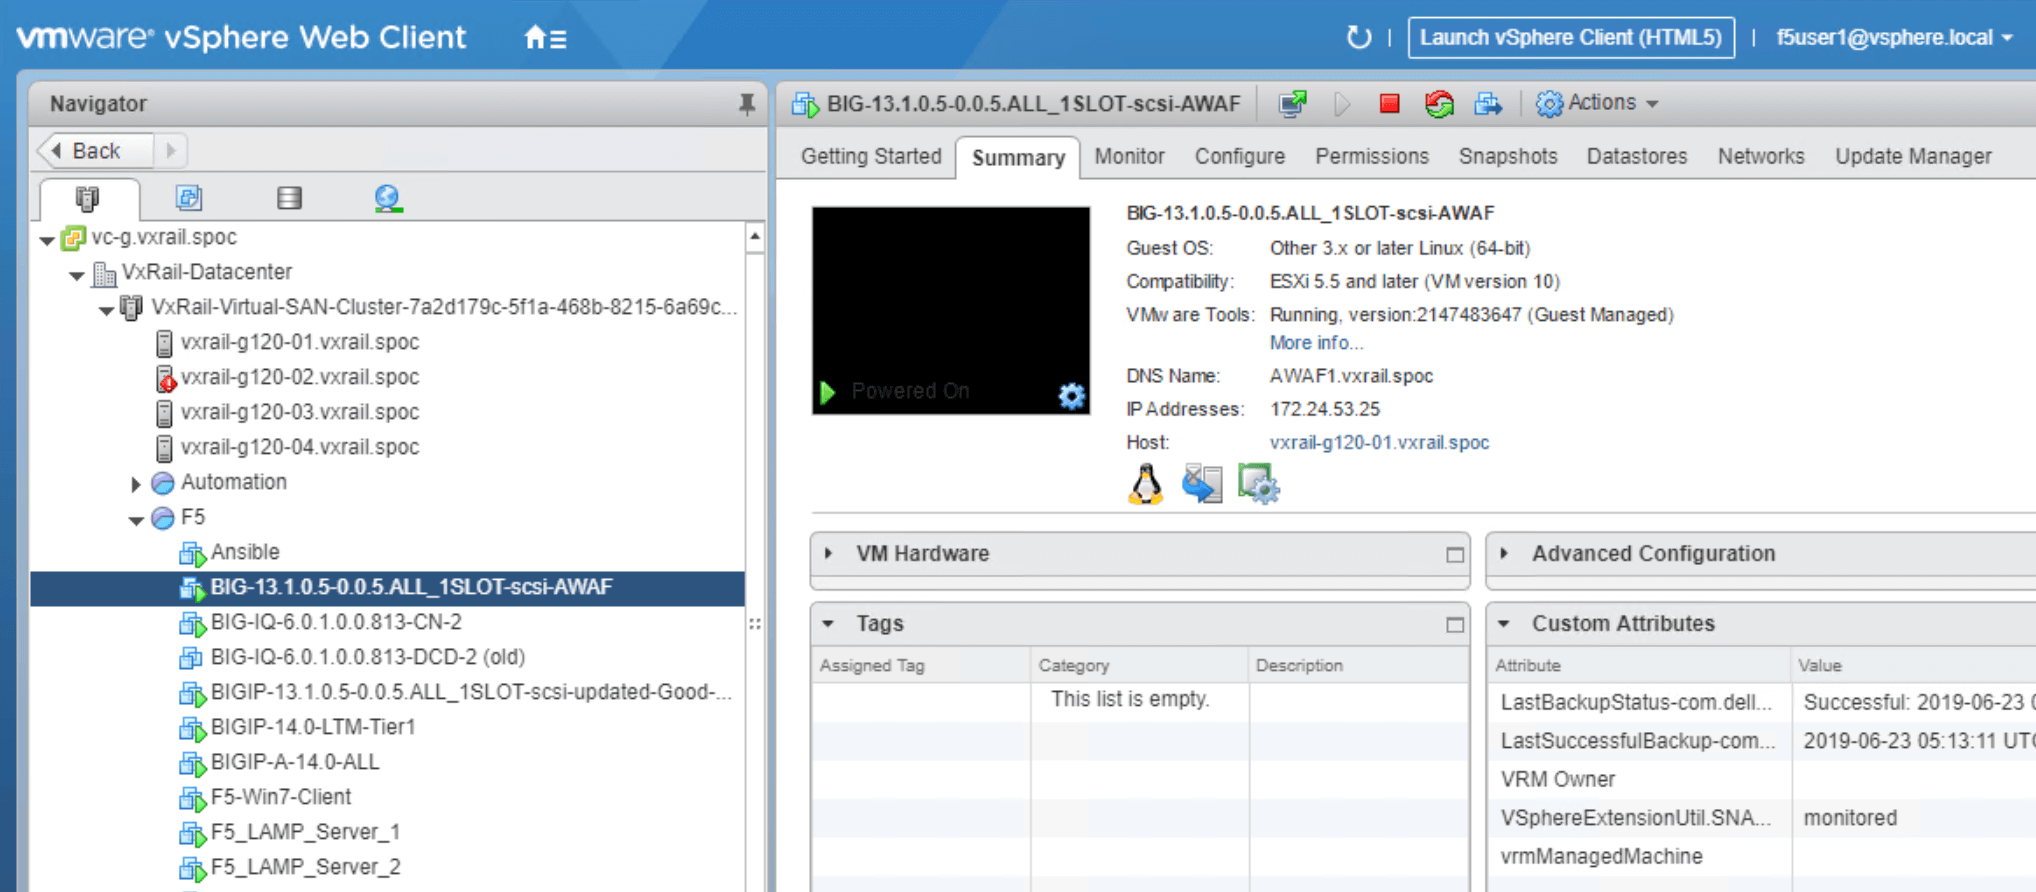 vmware® vSphere Web Client
Launch vSphere Client (HTML5)
f5user1@vsphere.local
Navigator
Back
vc-g.vxrail.spoc
VxRail-Datacenter
VxRail-Virtual-SAN-Cluster-7a2d179c-5f1a-468b-8215-6a69c...
vxrail-g120-01.vxrail.spoc
vxrail-g120-02.vxrail.spoc
vxrail-g120-03.vxrail.spoc
vxrail-g120-04.vxrail.spoc
Automation
F5
Ansible
BIG-13.1.0.5-0.0.5.ALL_1SLOT-scsi-AWAF
BIG-IQ-6.0.1.0.0.813-CN-2
BIG-IQ-6.0.1.0.0.813-DCD-2 (old)
BIGIP-13.1.0.5-0.0.5.ALL_1SLOT-scsi-updated-Good-...
BIGIP-14.0-LTM-Tier1
BIGIP-A-14.0-ALL
F5-Win7-Client
F5_LAMP_Server_1
F5_LAMP_Server_2
BIG-13.1.0.5-0.0.5.ALL_1SLOT-scsi-AWAF
Actions
Getting Started Summary Monitor Configure Permissions Snapshots Datastores Networks Update Manager
Powered On
BIG-13.1.0.5-0.0.5.ALL_1SLOT-scsi-AWAF
Guest OS: Other 3.x or later Linux (64-bit)
Compatibility: ESXi 5.5 and later (VM version 10)
VMware Tools: Running, version:2147483647 (Guest Managed)
More info...
DNS Name: AWAF1.vxrail.spoc
IP Addresses: 172.24.53.25
Host: vxrail-g120-01.vxrail.spoc
VM Hardware
Tags
Assigned Tag Category Description
This list is empty.
Advanced Configuration
Custom Attributes
Attribute Value
LastBackupStatus-com.dell... Successful: 2019-06-23
LastSuccessfulBackup-com... 2019-06-23 05:13:11 UTC
VRM Owner
VSphereExtensionUtil.SNA... monitored
vrmManagedMachine